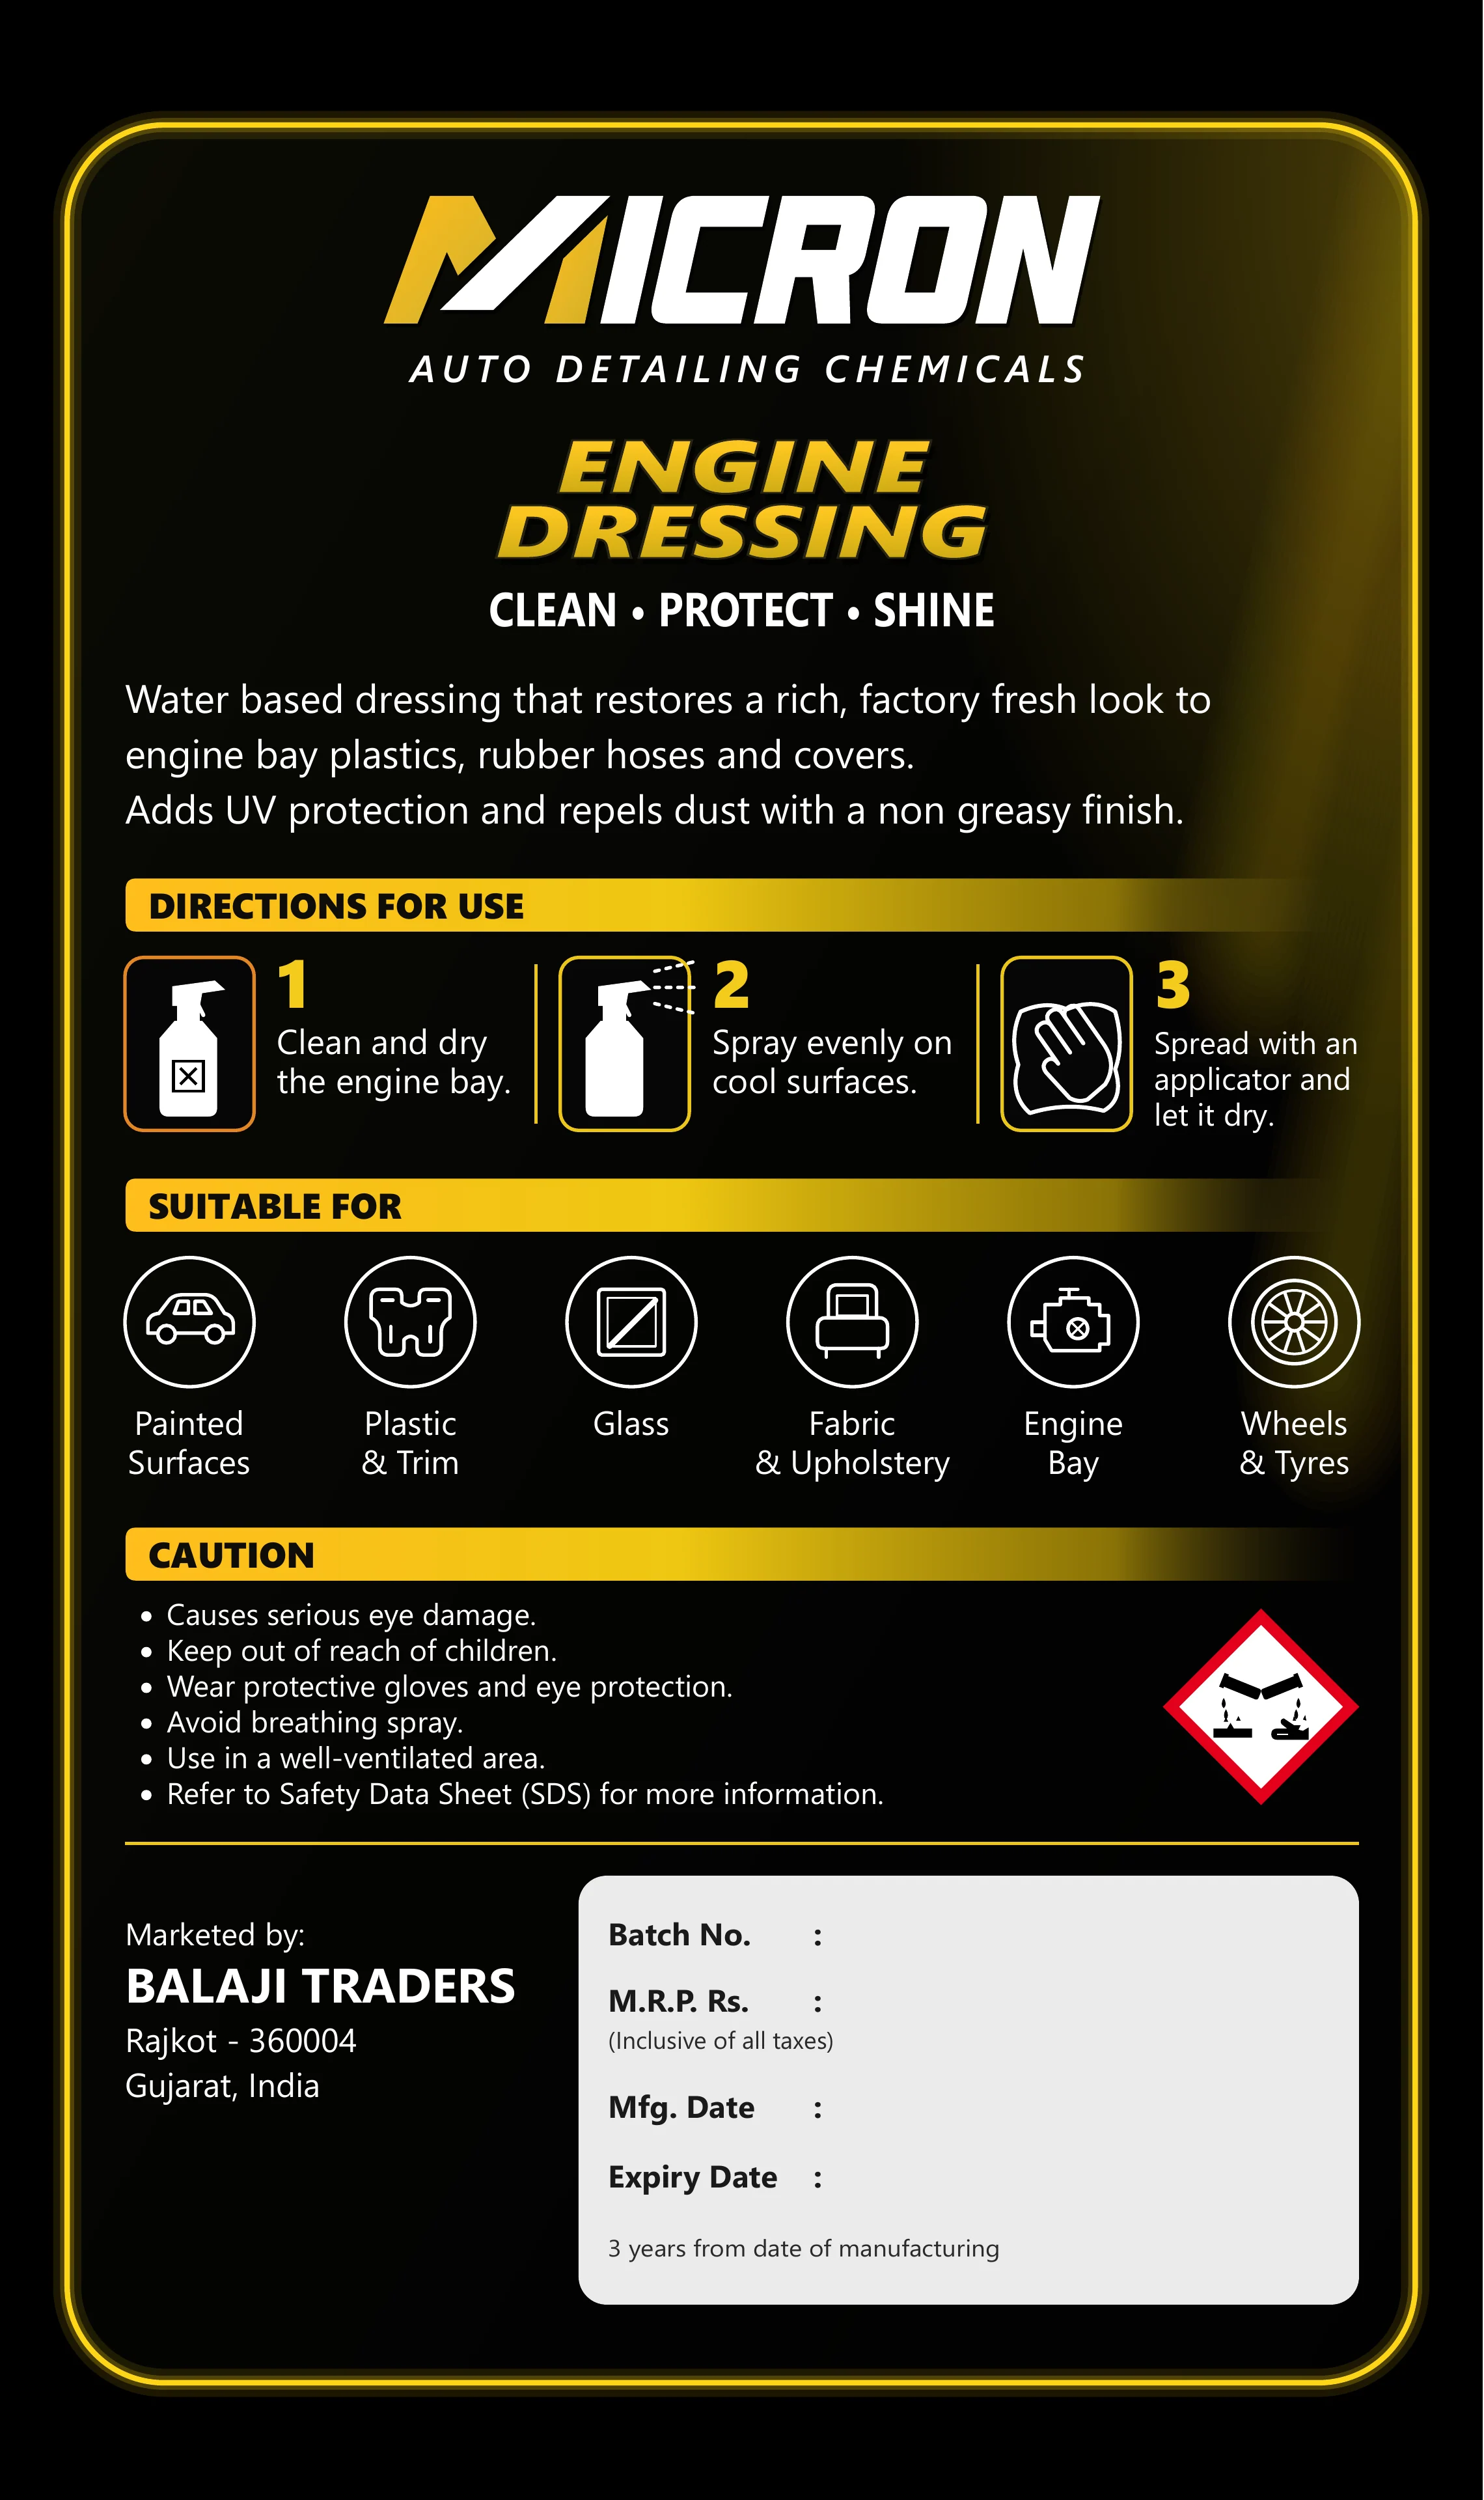 MICRON
AUTO DETAILING CHEMICALS
ENGINE
DRESSING
CLEAN • PROTECT • SHINE
Water based dressing that restores a rich, factory fresh look to
engine bay plastics, rubber hoses and covers.
Adds UV protection and repels dust with a non greasy finish.
DIRECTIONS FOR USE
1
Clean and dry
the engine bay.
2
Spray evenly on
cool surfaces.
3
Spread with an
applicator and
let it dry.
SUITABLE FOR
Painted
Surfaces
Plastic
& Trim
Glass
Fabric
& Upholstery
Engine
Bay
Wheels
& Tyres
CAUTION
• Causes serious eye damage.
• Keep out of reach of children.
• Wear protective gloves and eye protection.
• Avoid breathing spray.
• Use in a well-ventilated area.
• Refer to Safety Data Sheet (SDS) for more information.
Marketed by:
BALAJI TRADERS
Rajkot - 360004
Gujarat, India
Batch No. :
M.R.P. Rs. :
(Inclusive of all taxes)
Mfg. Date :
Expiry Date :
3 years from date of manufacturing